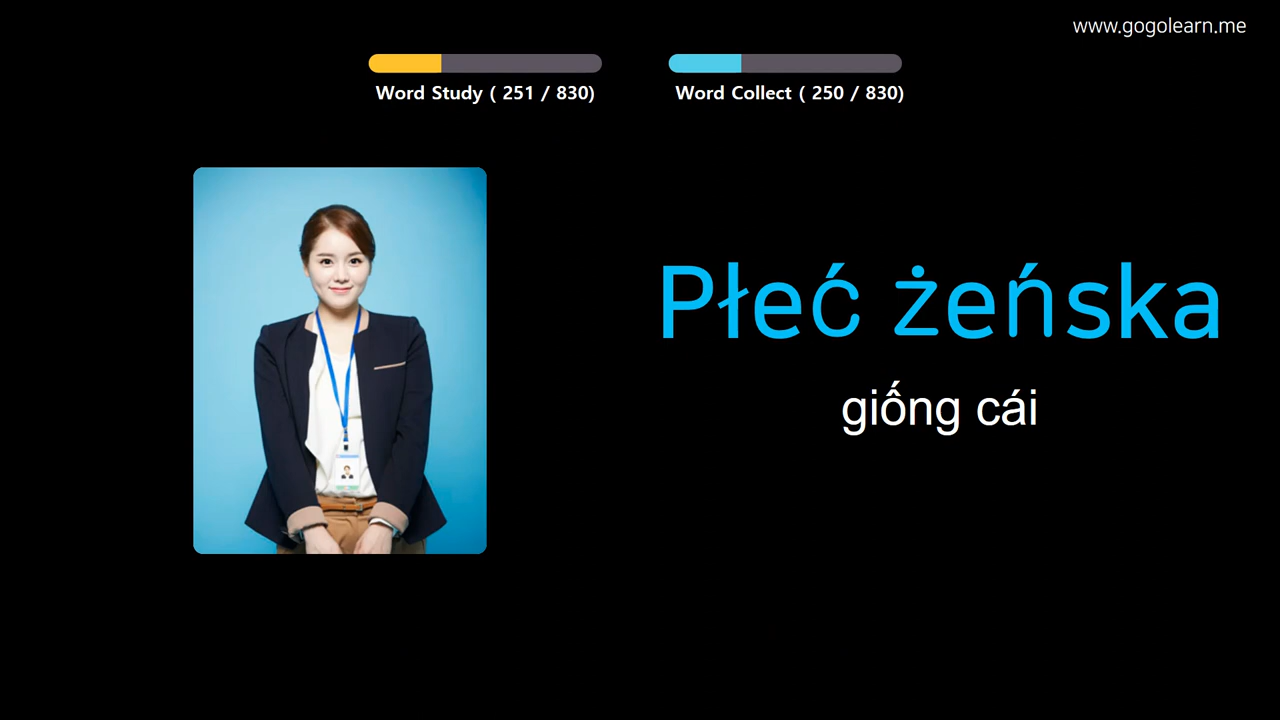 www.gogolearn.me
Word Study ( 251 / 830)
Word Collect ( 250 / 830)
Płeć żeńska
giống cái